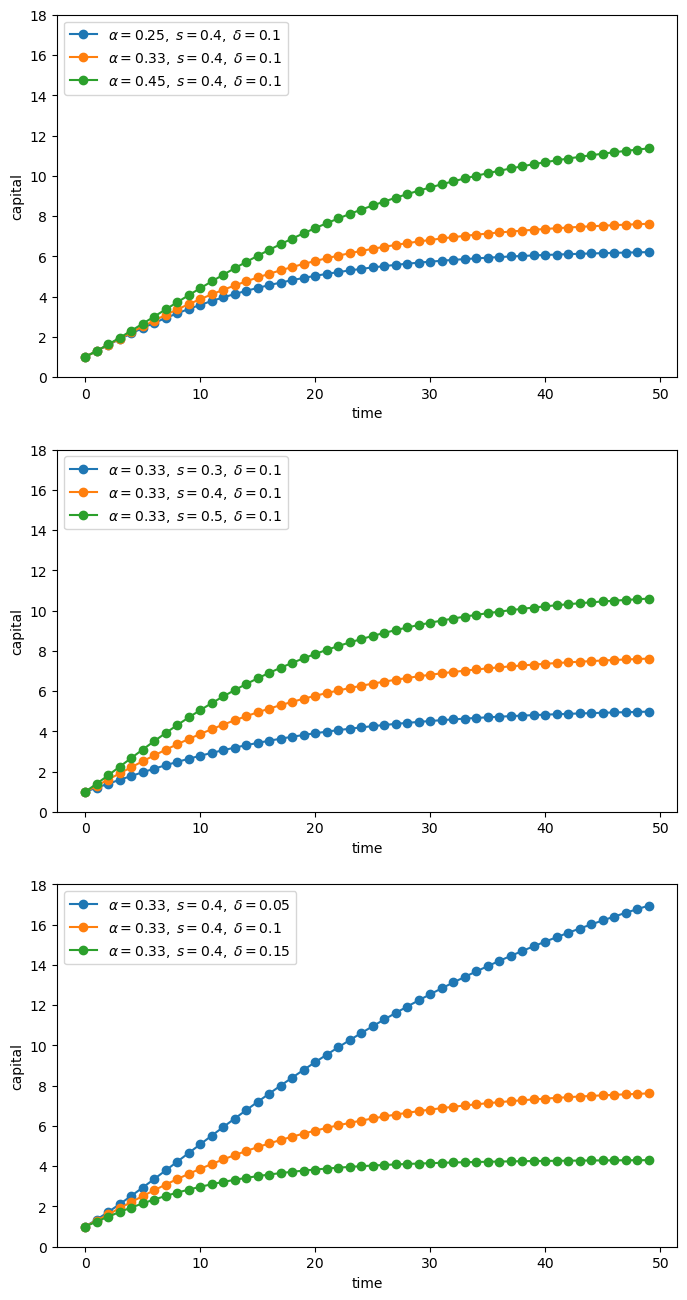 18
16
14
12
10
8
6
4
2
0
capital
α = 0.25, s = 0.4, δ = 0.1
α = 0.33, s = 0.4, δ = 0.1
α = 0.45, s = 0.4, δ = 0.1
0 10 20 30 40 50
time
18
16
14
12
10
8
6
4
2
0
capital
α = 0.33, s = 0.3, δ = 0.1
α = 0.33, s = 0.4, δ = 0.1
α = 0.33, s = 0.5, δ = 0.1
0 10 20 30 40 50
time
18
16
14
12
10
8
6
4
2
0
capital
α = 0.33, s = 0.4, δ = 0.05
α = 0.33, s = 0.4, δ = 0.1
α = 0.33, s = 0.4, δ = 0.15
0 10 20 30 40 50
time